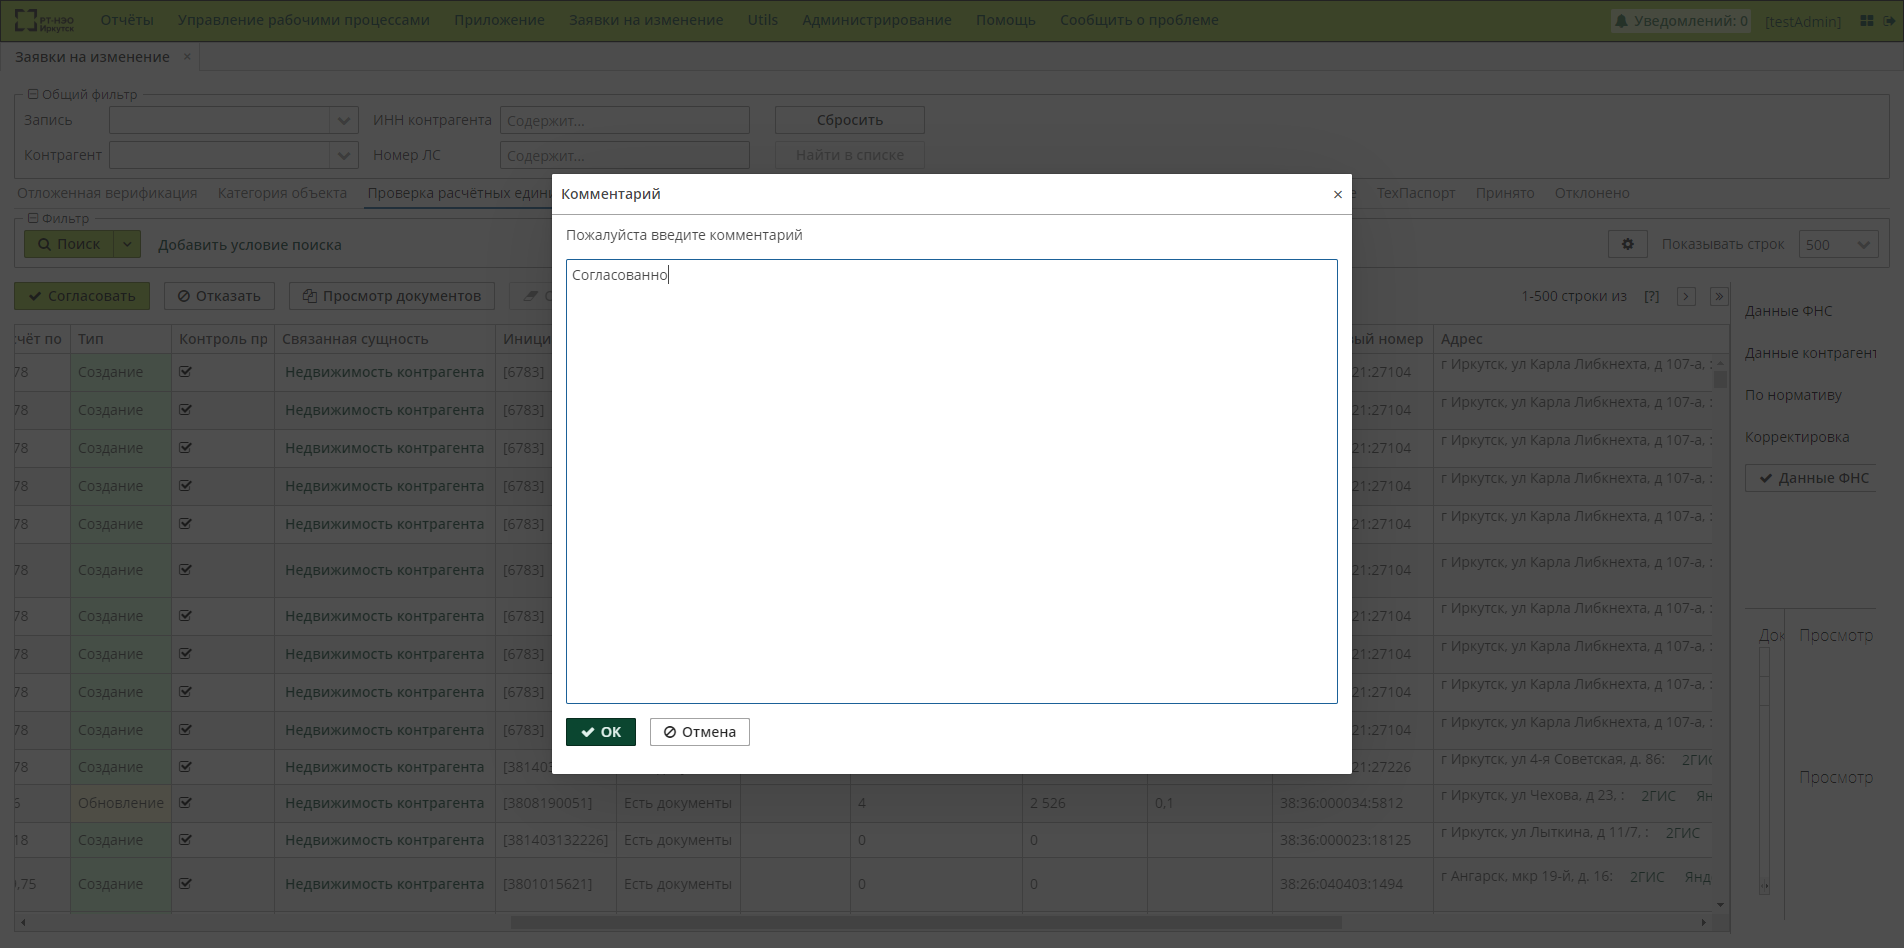 РТ-НЭО Иркутск
Отчёты Управление рабочими процессами Приложение Заявки на изменение Utils Администрирование Помощь Сообщить о проблеме Уведомлений: 0 [testAdmin]
Заявки на изменение ×
Общий фильтр
Запись ИНН контрагента Содержит... Сбросить
Контрагент Номер ЛС Содержит... Найти в списке
Отложенная верификация Категория объекта Проверка расчётных един ТехПаспорт Принято Отклонено
Фильтр
Поиск Добавить условие поиска Показывать строк 500
Согласовать Отказать Просмотр документов 1-500 строки из [?]
Комментарий ×
Пожалуйста введите комментарий
Согласованно
OK Отмена
чёт по Тип Контроль пр Связанная сущность Иници ый номер Адрес
78 Создание Недвижимость контрагента [6783] 21:27104 г Иркутск, ул Карла Либкнехта, д 107-а, :
78 Создание Недвижимость контрагента [6783] 21:27104 г Иркутск, ул Карла Либкнехта, д 107-а, :
78 Создание Недвижимость контрагента [6783] 21:27104 г Иркутск, ул Карла Либкнехта, д 107-а, :
78 Создание Недвижимость контрагента [6783] 21:27104 г Иркутск, ул Карла Либкнехта, д 107-а, :
78 Создание Недвижимость контрагента [6783] 21:27104 г Иркутск, ул Карла Либкнехта, д 107-а, :
78 Создание Недвижимость контрагента [6783] 21:27104 г Иркутск, ул Карла Либкнехта, д 107-а, :
78 Создание Недвижимость контрагента [6783] 21:27104 г Иркутск, ул Карла Либкнехта, д 107-а, :
78 Создание Недвижимость контрагента [6783] 21:27104 г Иркутск, ул Карла Либкнехта, д 107-а, :
78 Создание Недвижимость контрагента [6783] 21:27104 г Иркутск, ул Карла Либкнехта, д 107-а, :
78 Создание Недвижимость контрагента [6783] 21:27104 г Иркутск, ул Карла Либкнехта, д 107-а, :
78 Создание Недвижимость контрагента [381403 21:27226 г Иркутск, ул 4-я Советская, д. 86: 2ГИС
6 Обновление Недвижимость контрагента [3808190051] Есть документы 4 2 526 0,1 38:36:000034:5812 г Иркутск, ул Чехова, д 23, : 2ГИС Ян
18 Создание Недвижимость контрагента [381403132226] Есть документы 0 0 38:36:000023:18125 г Иркутск, ул Лыткина, д 11/7, : 2ГИС
,75 Создание Недвижимость контрагента [3801015621] Есть документы 0 0 38:26:040403:1494 г Ангарск, мкр 19-й, д. 16: 2ГИС Янд
Данные ФНС
Данные контрагент
По нормативу
Корректировка
Данные ФНС
Док Просмотр
Просмотр